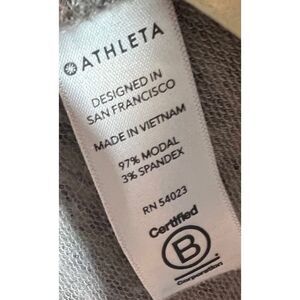 ATHLETA
DESIGNED IN
SAN FRANCISCO
MADE IN VIETNAM
97% MODAL
3% SPANDEX
RN 54023
Certified
B
Corporation